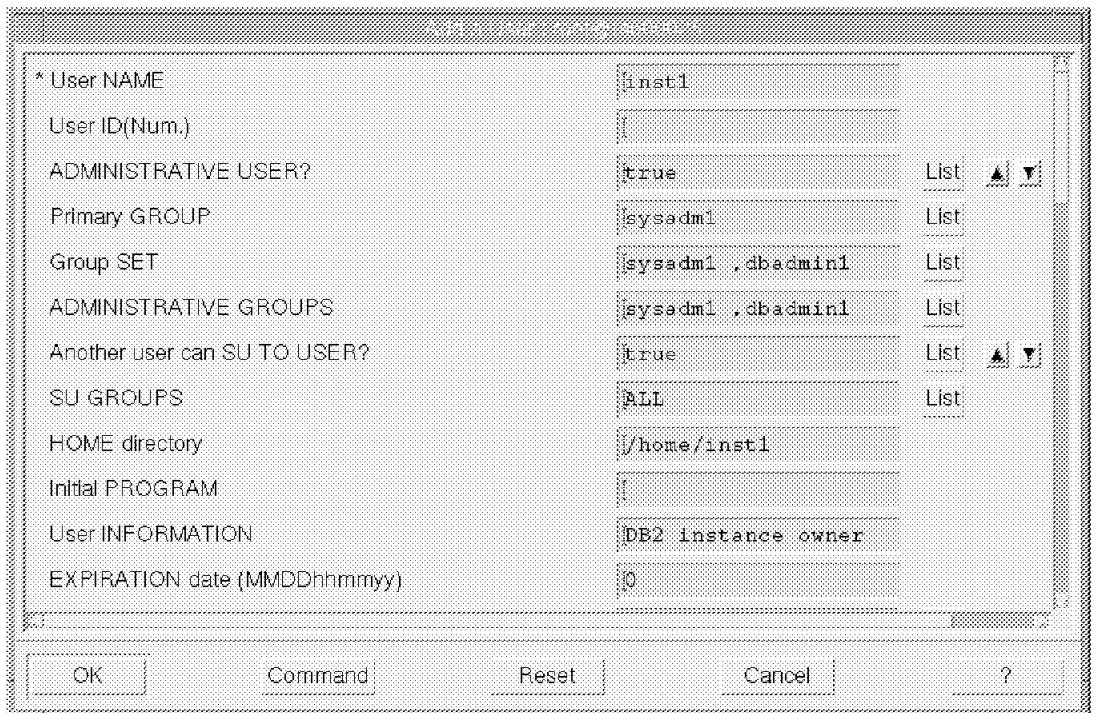 * User NAME inst1
User ID(Num.)
ADMINISTRATIVE USER? true List
Primary GROUP sysadm1 List
Group SET sysadm1 ,dbadmin1 List
ADMINISTRATIVE GROUPS sysadm1 ,dbadmin1 List
Another user can SU TO USER? true List
SU GROUPS ALL List
HOME directory /home/inst1
Initial PROGRAM
User INFORMATION DB2 instance owner
EXPIRATION date (MMDDhhmmyy) 0
OK Command Reset Cancel ?